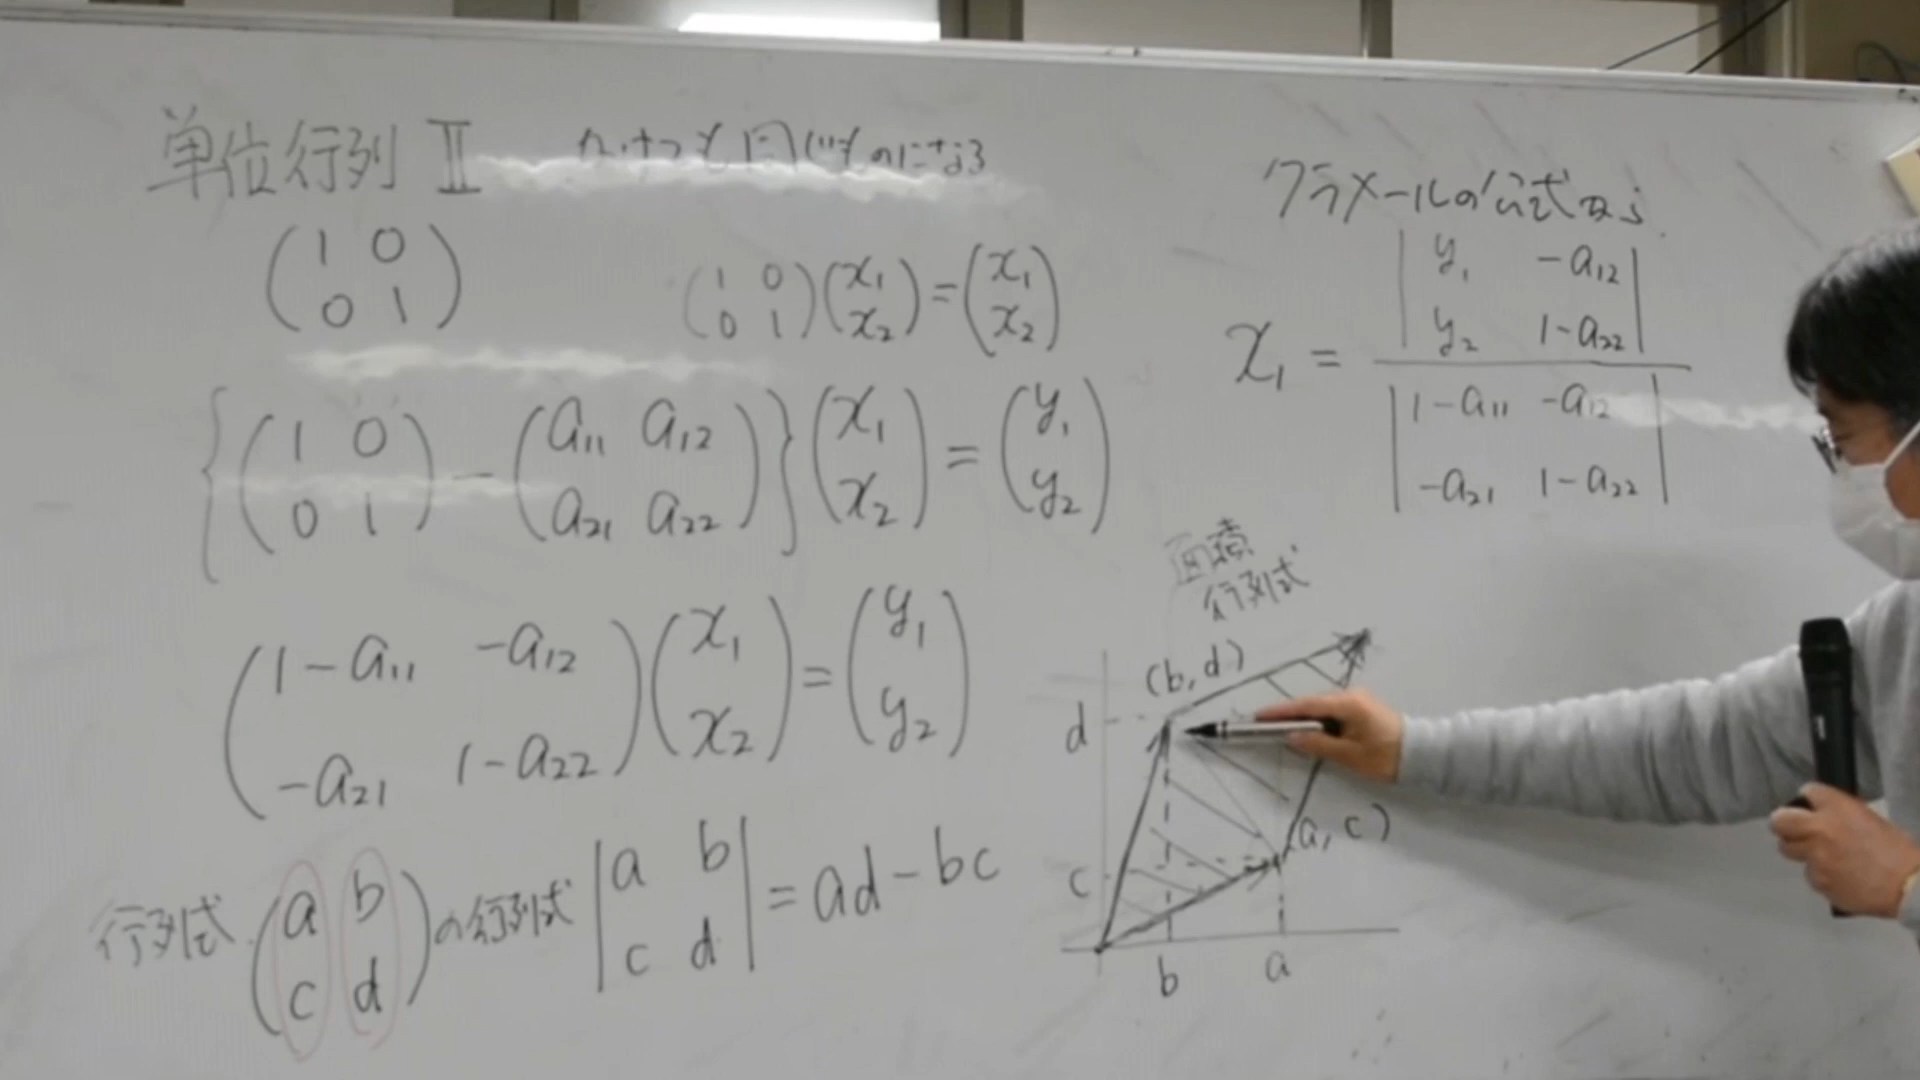 単位行列 II かけても同じものになる
(1 0
0 1)
(1 0
0 1)(x₁
x₂)=(x₁
x₂)
{(1 0
0 1)-(a₁₁ a₁₂
a₂₁ a₂₂)}(x₁
x₂)=(y₁
y₂)
(1-a₁₁ -a₁₂
-a₂₁ 1-a₂₂)(x₁
x₂)=(y₁
y₂)
行列式 (a b
c d)の行列式 |a b
c d|=ad-bc
クラメールの公式より
x₁=
|y₁ -a₁₂
y₂ 1-a₂₂|
|1-a₁₁ -a₁₂
-a₂₁ 1-a₂₂|
面積
行列式
(b,d)
d
(a,c)
c
b a